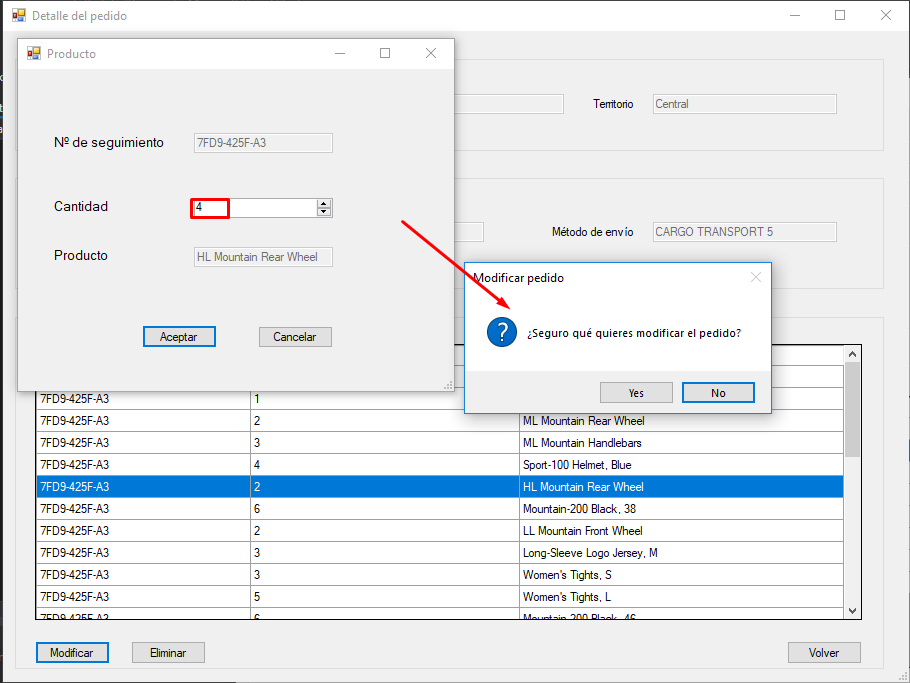 Detalle del pedido
Producto
Nº de seguimiento
7FD9-425F-A3
Cantidad
4
Producto
HL Mountain Rear Wheel
Aceptar
Cancelar
Territorio
Central
Método de envío
CARGO TRANSPORT 5
Modificar pedido
¿Seguro qué quieres modificar el pedido?
Yes
No
7FD9-425F-A3 1
7FD9-425F-A3 2 ML Mountain Rear Wheel
7FD9-425F-A3 3 ML Mountain Handlebars
7FD9-425F-A3 4 Sport-100 Helmet, Blue
7FD9-425F-A3 2 HL Mountain Rear Wheel
7FD9-425F-A3 6 Mountain-200 Black, 38
7FD9-425F-A3 2 LL Mountain Front Wheel
7FD9-425F-A3 3 Long-Sleeve Logo Jersey, M
7FD9-425F-A3 3 Women's Tights, S
7FD9-425F-A3 5 Women's Tights, L
7FD9-425F-A3 6 Mountain-200 Black, 46
Modificar
Eliminar
Volver